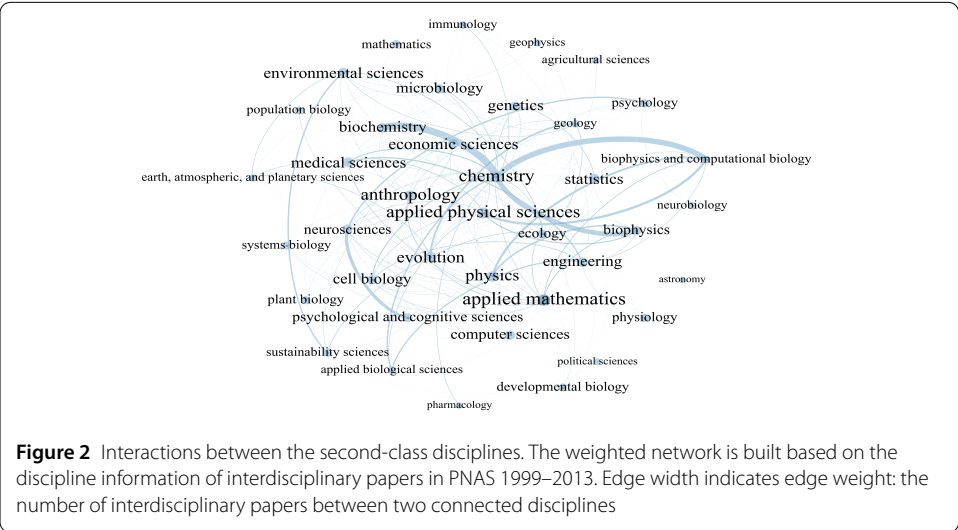 immunology
mathematics
geophysics
agricultural sciences
environmental sciences
microbiology
genetics
psychology
population biology
geology
biochemistry
economic sciences
medical sciences
biophysics and computational biology
earth, atmospheric, and planetary sciences
chemistry
statistics
anthropology
neurobiology
applied physical sciences
neurosciences
ecology
biophysics
systems biology
evolution
engineering
cell biology
physics
astronomy
plant biology
applied mathematics
psychological and cognitive sciences
physiology
computer sciences
sustainability sciences
political sciences
applied biological sciences
developmental biology
pharmacology
Figure 2 Interactions between the second-class disciplines. The weighted network is built based on the
discipline information of interdisciplinary papers in PNAS 1999–2013. Edge width indicates edge weight: the
number of interdisciplinary papers between two connected disciplines